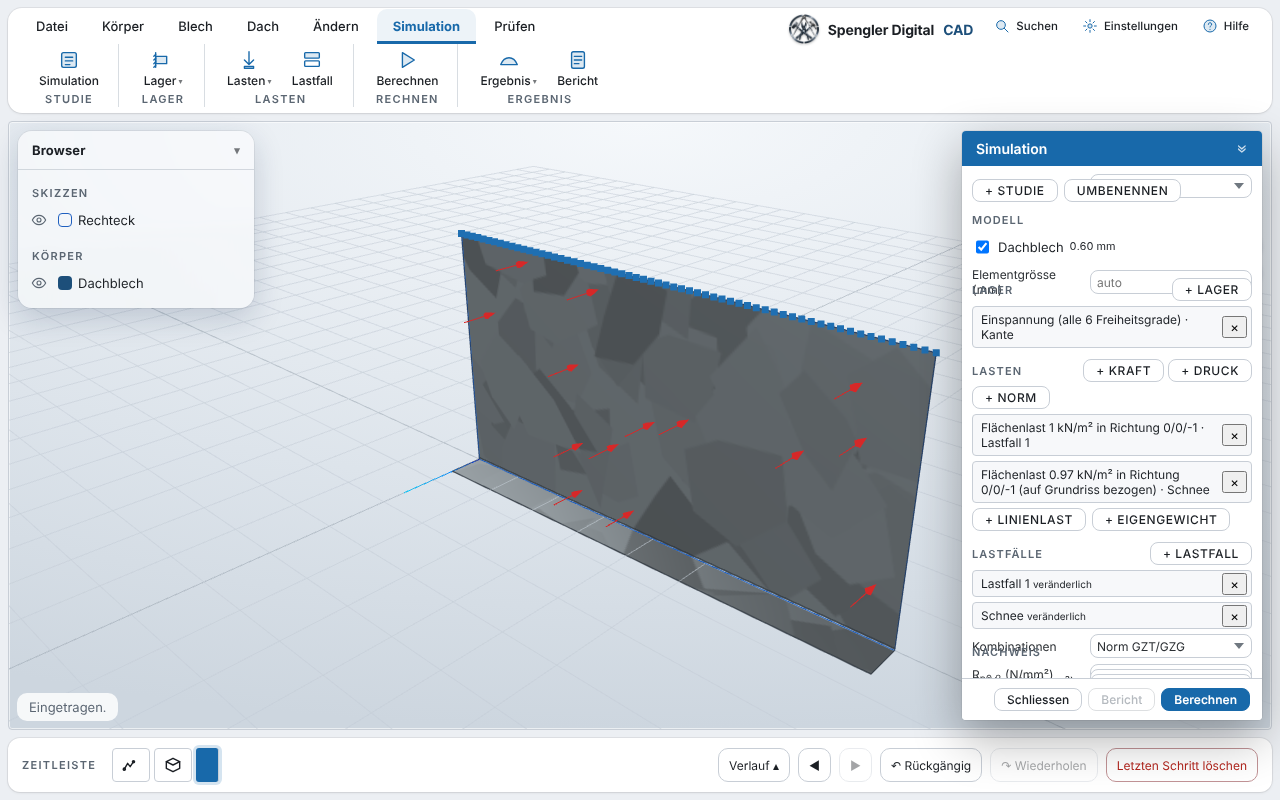 Datei Körper Blech Dach Ändern Simulation Prüfen
Spengler Digital CAD Suchen Einstellungen Hilfe
Simulation Lager ▾ Lasten ▾ Lastfall Berechnen Ergebnis ▾ Bericht
STUDIE LAGER LASTEN RECHNEN ERGEBNIS
Browser ▾
SKIZZEN
Rechteck
KÖRPER
Dachblech
Eingetragen.
Simulation
+ STUDIE UMBENENNEN
MODELL
Dachblech 0.60 mm
Elementgrösse (mm) auto
LAGER + LAGER
Einspannung (alle 6 Freiheitsgrade) ·
Kante ×
LASTEN + KRAFT + DRUCK
+ NORM
Flächenlast 1 kN/m² in Richtung 0/0/-1 ·
Lastfall 1 ×
Flächenlast 0.97 kN/m² in Richtung
0/0/-1 (auf Grundriss bezogen) · Schnee ×
+ LINIENLAST + EIGENGEWICHT
LASTFÄLLE + LASTFALL
Lastfall 1 veränderlich ×
Schnee veränderlich ×
Kombinationen Norm GZT/GZG
NACHWEIS
(N/mm²)
Schliessen Bericht Berechnen
ZEITLEISTE Verlauf ▴ ◀ ▶ ↶ Rückgängig ↷ Wiederholen Letzten Schritt löschen